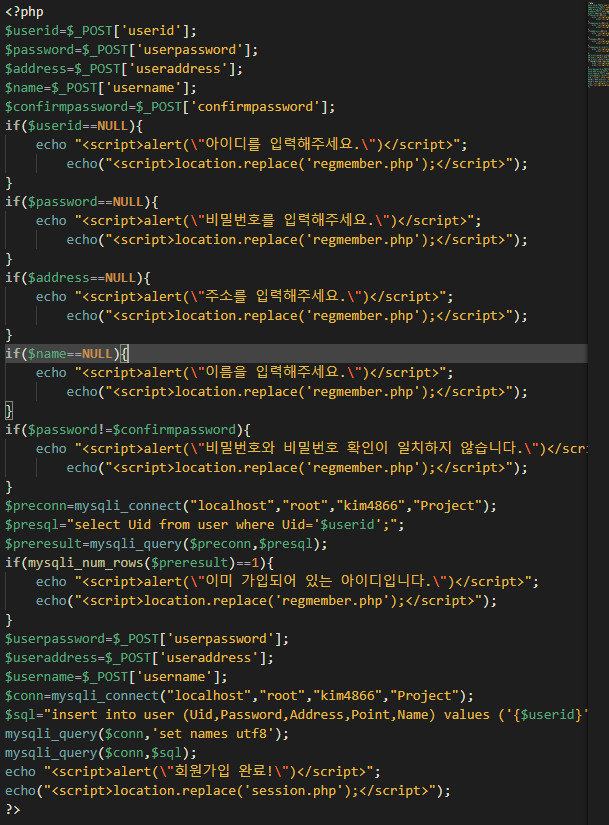 <?php
$userid=$_POST['userid'];
$password=$_POST['userpassword'];
$address=$_POST['useraddress'];
$name=$_POST['username'];
$confirmpassword=$_POST['confirmpassword'];
if($userid==NULL){
    echo "<script>alert(\"아이디를 입력해주세요.\")</script>";
        echo("<script>location.replace('regmember.php');</script>");
}
if($password==NULL){
    echo "<script>alert(\"비밀번호를 입력해주세요.\")</script>";
        echo("<script>location.replace('regmember.php');</script>");
}
if($address==NULL){
    echo "<script>alert(\"주소를 입력해주세요.\")</script>";
        echo("<script>location.replace('regmember.php');</script>");
}
if($name==NULL){
    echo "<script>alert(\"이름을 입력해주세요.\")</script>";
        echo("<script>location.replace('regmember.php');</script>");
}
if($password!=$confirmpassword){
    echo "<script>alert(\"비밀번호와 비밀번호 확인이 일치하지 않습니다.\")</scri
        echo("<script>location.replace('regmember.php');</script>");
}
$preconn=mysqli_connect("localhost","root","kim4866","Project");
$presql="select Uid from user where Uid='$userid';";
$preresult=mysqli_query($preconn,$presql);
if(mysqli_num_rows($preresult)==1){
    echo "<script>alert(\"이미 가입되어 있는 아이디입니다.\")</script>";
    echo("<script>location.replace('regmember.php');</script>");
}
$userpassword=$_POST['userpassword'];
$useraddress=$_POST['useraddress'];
$username=$_POST['username'];
$conn=mysqli_connect("localhost","root","kim4866","Project");
$sql="insert into user (Uid,Password,Address,Point,Name) values ('{$userid}'
mysqli_query($conn,'set names utf8');
mysqli_query($conn,$sql);
echo "<script>alert(\"회원가입 완료!\")</script>";
echo("<script>location.replace('session.php');</script>");
?>